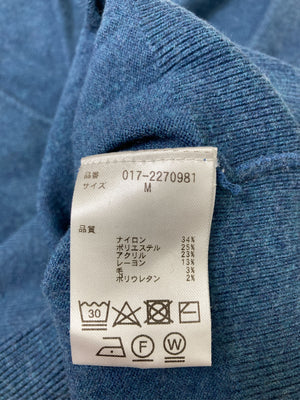 品番 017-2270981
サイズ M
品質
ナイロン 34%
ポリエステル 25%
アクリル 23%
レーヨン 13%
毛 3%
ポリウレタン 2%
30
F W